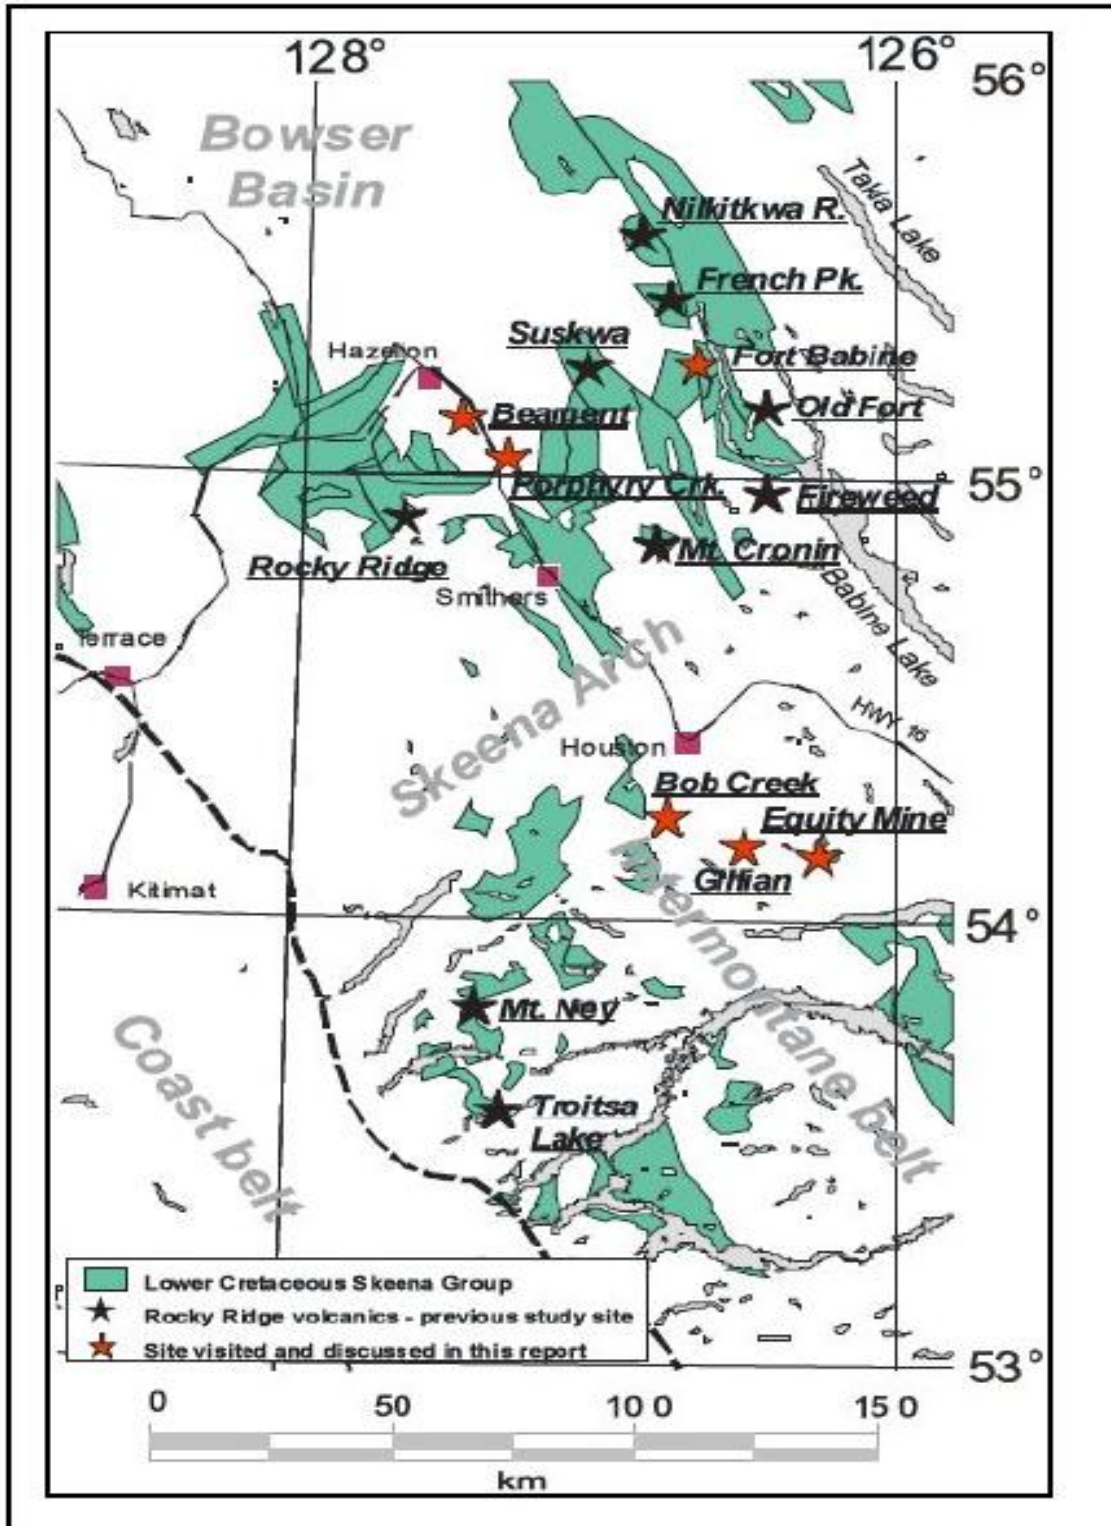 128°
126°
56°
Bowser
Basin
Takla Lake
Nilkitkwa R.
French Pk.
Suskwa
Hazelton
Fort Babine
Beament
Old Fort
Porphyry Crk.
55°
Fireweed
Mt. Cronin
Rocky Ridge
Smithers
Babine Lake
Terrace
Skeena Arch
HWY 16
Houston
Bob Creek
Equity Mine
Gillian
Kitimat
54°
Intermontane belt
Mt. Ney
Coast belt
Troitsa
Lake
Lower Cretaceous Skeena Group
Rocky Ridge volcanics - previous study site
Site visited and discussed in this report
53°
0 50 100 150
km